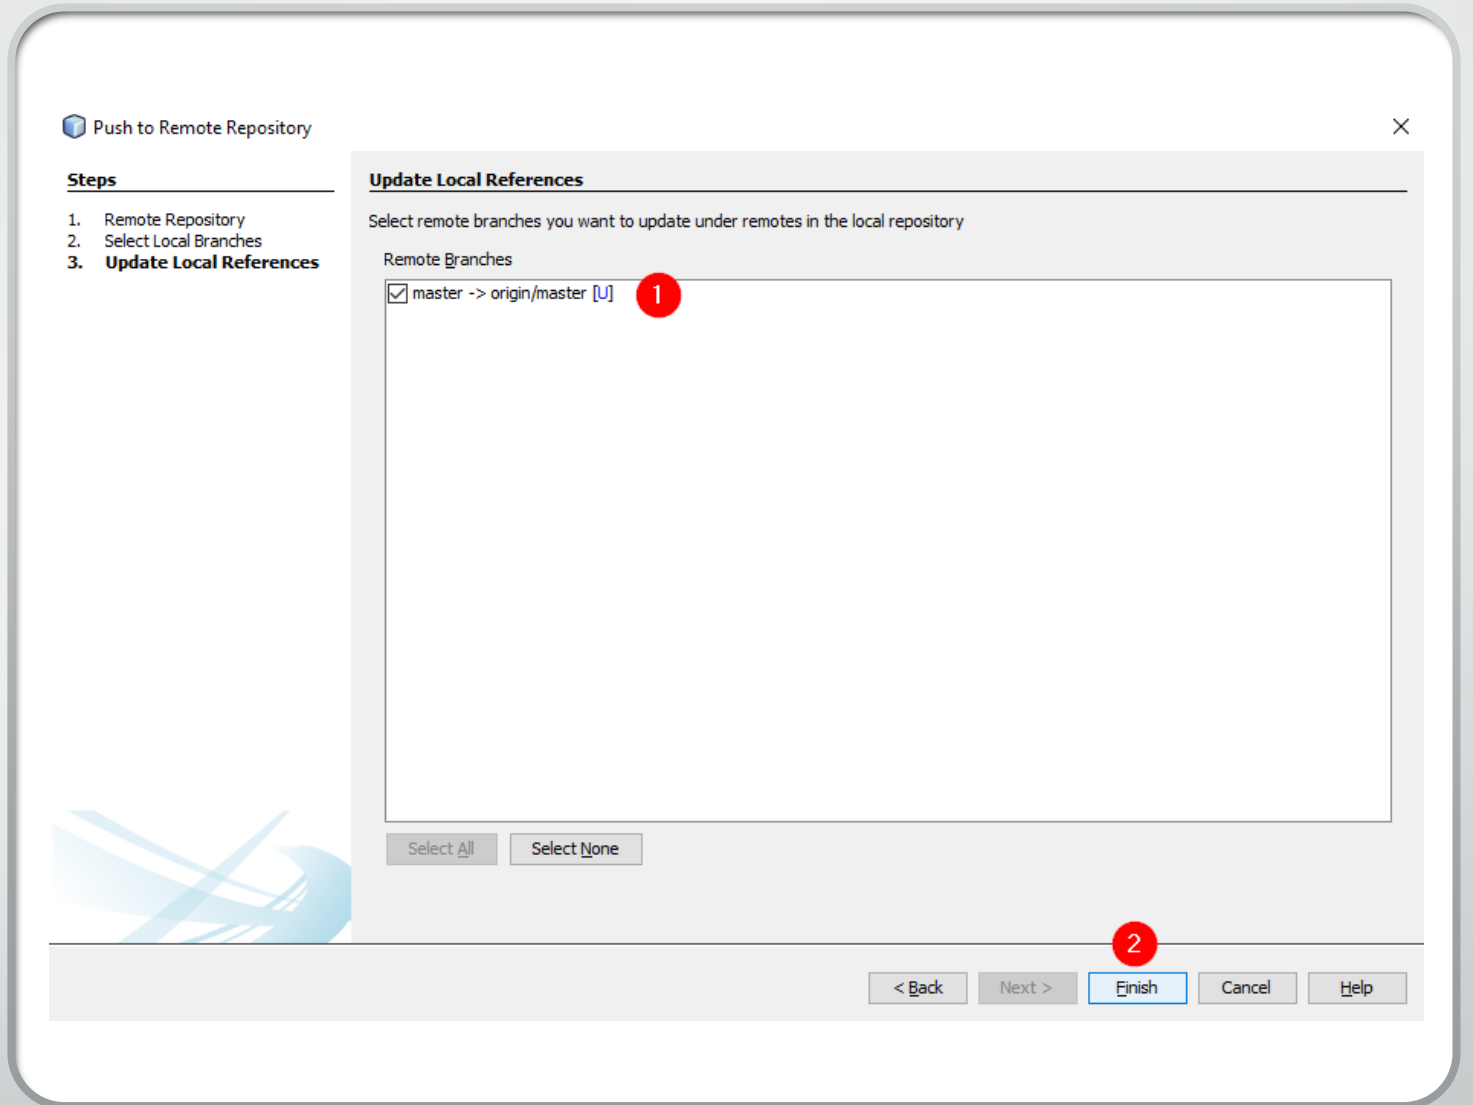 Push to Remote Repository
Steps
1. Remote Repository
2. Select Local Branches
3. Update Local References
Update Local References
Select remote branches you want to update under remotes in the local repository
Remote Branches
master -> origin/master [U]
1
Select All
Select None
2
< Back
Next >
Finish
Cancel
Help